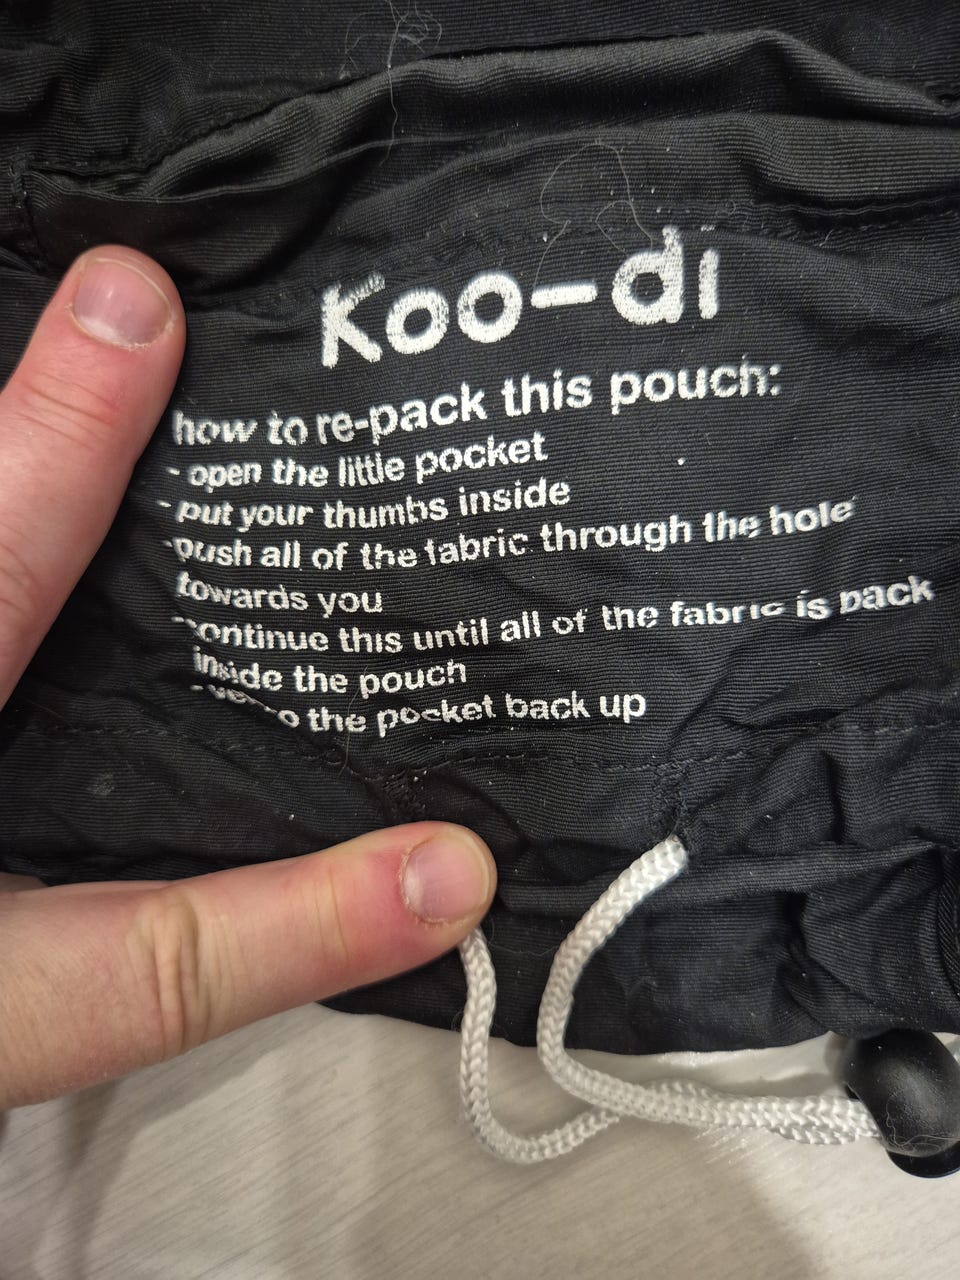 Koo-di
how to re-pack this pouch:
- open the little pocket
- put your thumbs inside
-push all of the fabric through the hole
towards you
-continue this until all of the fabric is back
inside the pouch
the pocket back up